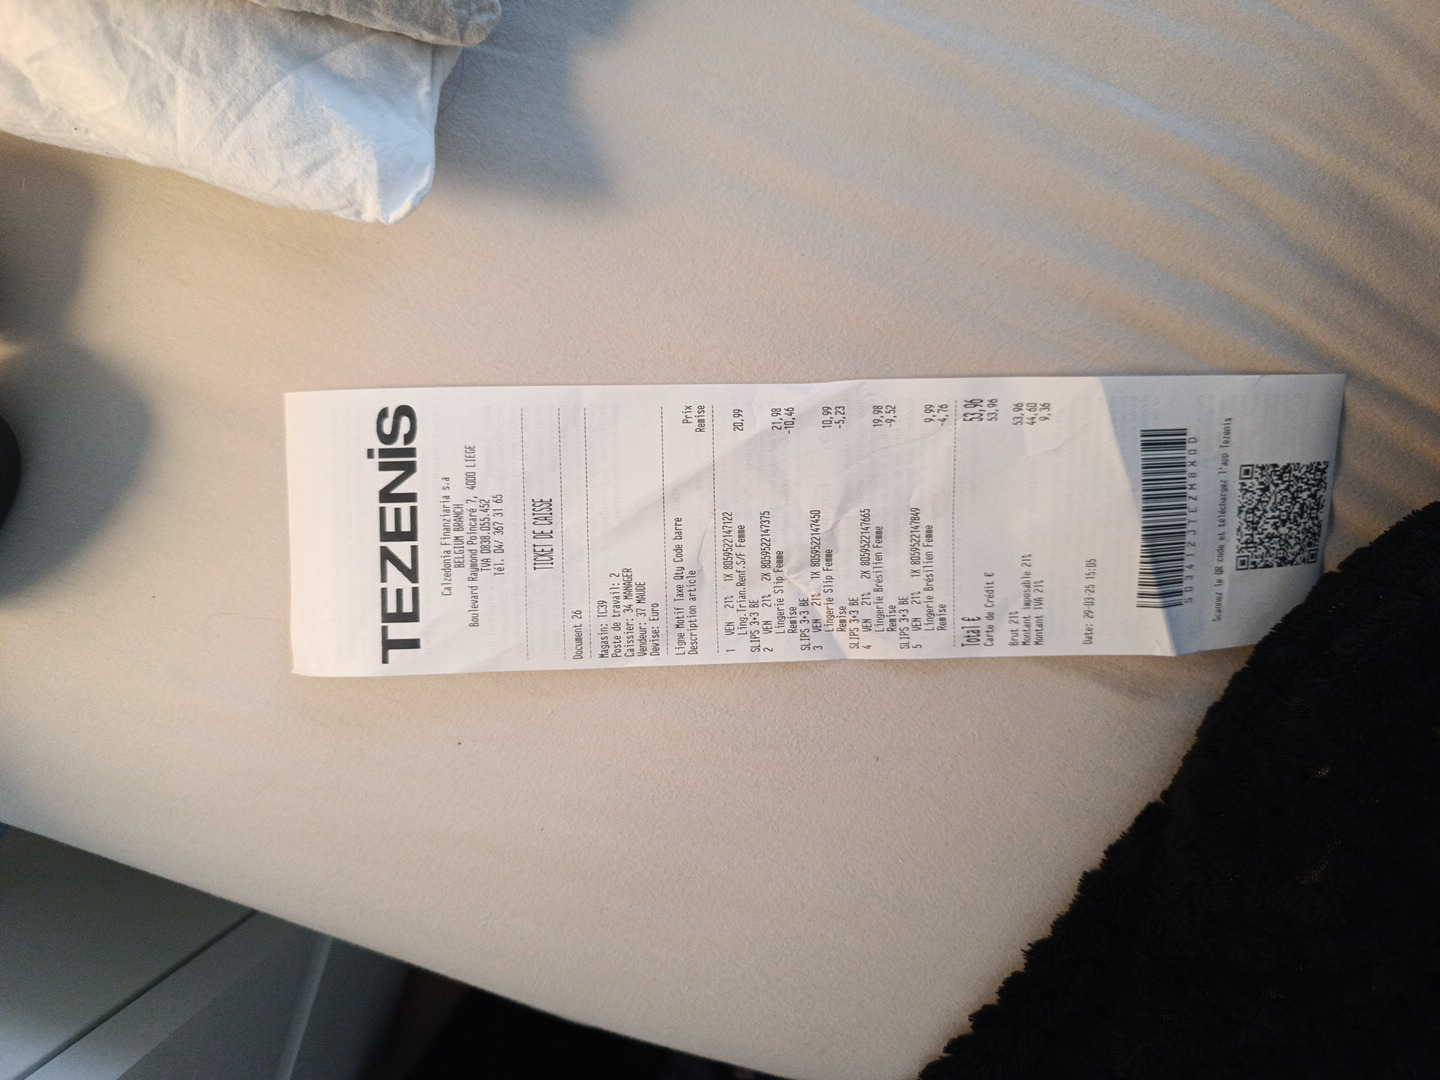 TEZENiS
Calzedonia Finanziaria s.a
BELGIUM BRANCH
Boulevard Raymond Poincaré 7, 4000 LIEGE
IVA 0838.055.452
Tél. 04/ 367 31 65
TICKET DE CAISSE
Document 26
Magasin: IC39
Poste de travail: 2
Caissier: 34 MANAGER
Vendeur: 37 MAUDE
Devise: Euro
Ligne Motif Taxe Qty Code barre Prix
Description article Remise
1 VEN 21% 1X 8059522147122
Ling.Trian.Renf.S/F Femme 20,99
SLIPS 3+3 BE
2 VEN 21% 2X 8059522147375
Lingerie Slip Femme 21,98
Remise -10,46
SLIPS 3+3 BE
3 VEN 21% 1X 8059522147450
Lingerie Slip Femme 10,99
Remise -5,23
SLIPS 3+3 BE
4 VEN 21% 2X 8059522147665
Lingerie Brésilien Femme 19,98
Remise -9,52
SLIPS 3+3 BE
5 VEN 21% 1X 8059522147849
Lingerie Brésilien Femme 9,99
Remise -4,76
Total € 53,96
Carte de Crédit € 53,96
Brut 21% 53,96
Montant imposable 21% 44,60
Montant IVA 21% 9,36
Date: 29-03-25 15:05
Scannez le QR code et téléchargez l'app Tezenis